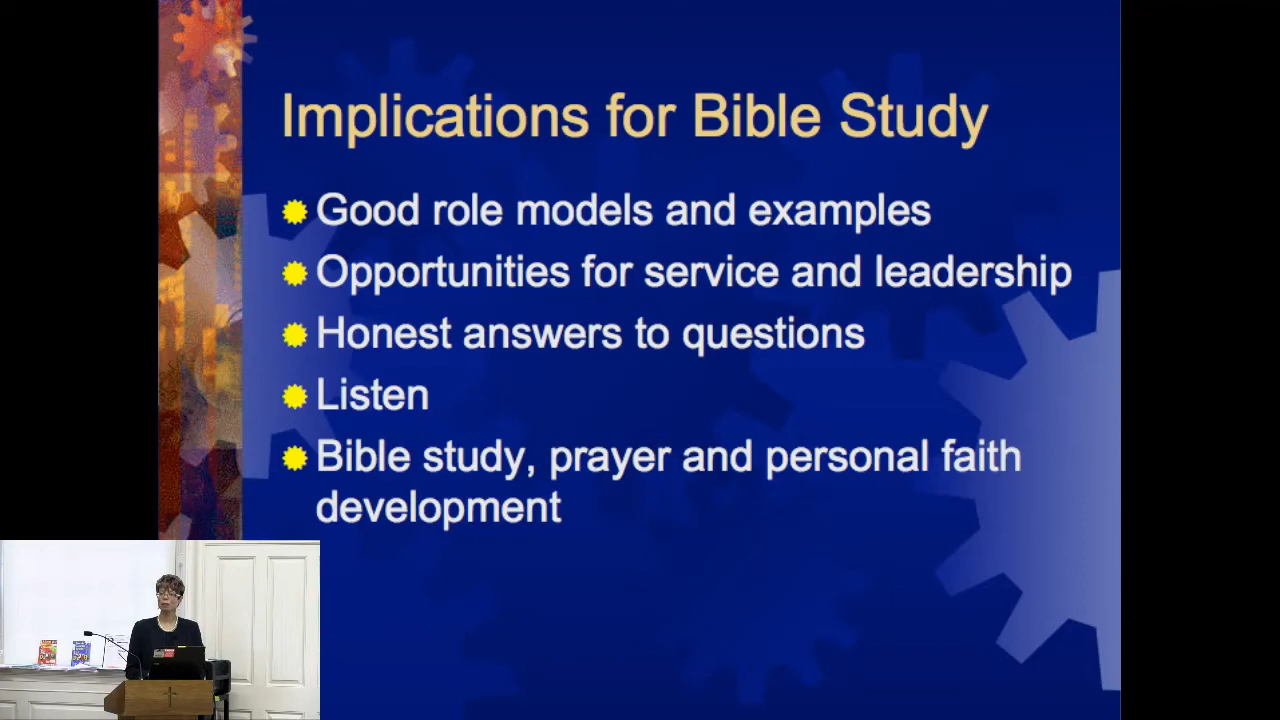 Implications for Bible Study
Good role models and examples
Opportunities for service and leadership
Honest answers to questions
Listen
Bible study, prayer and personal faith
development